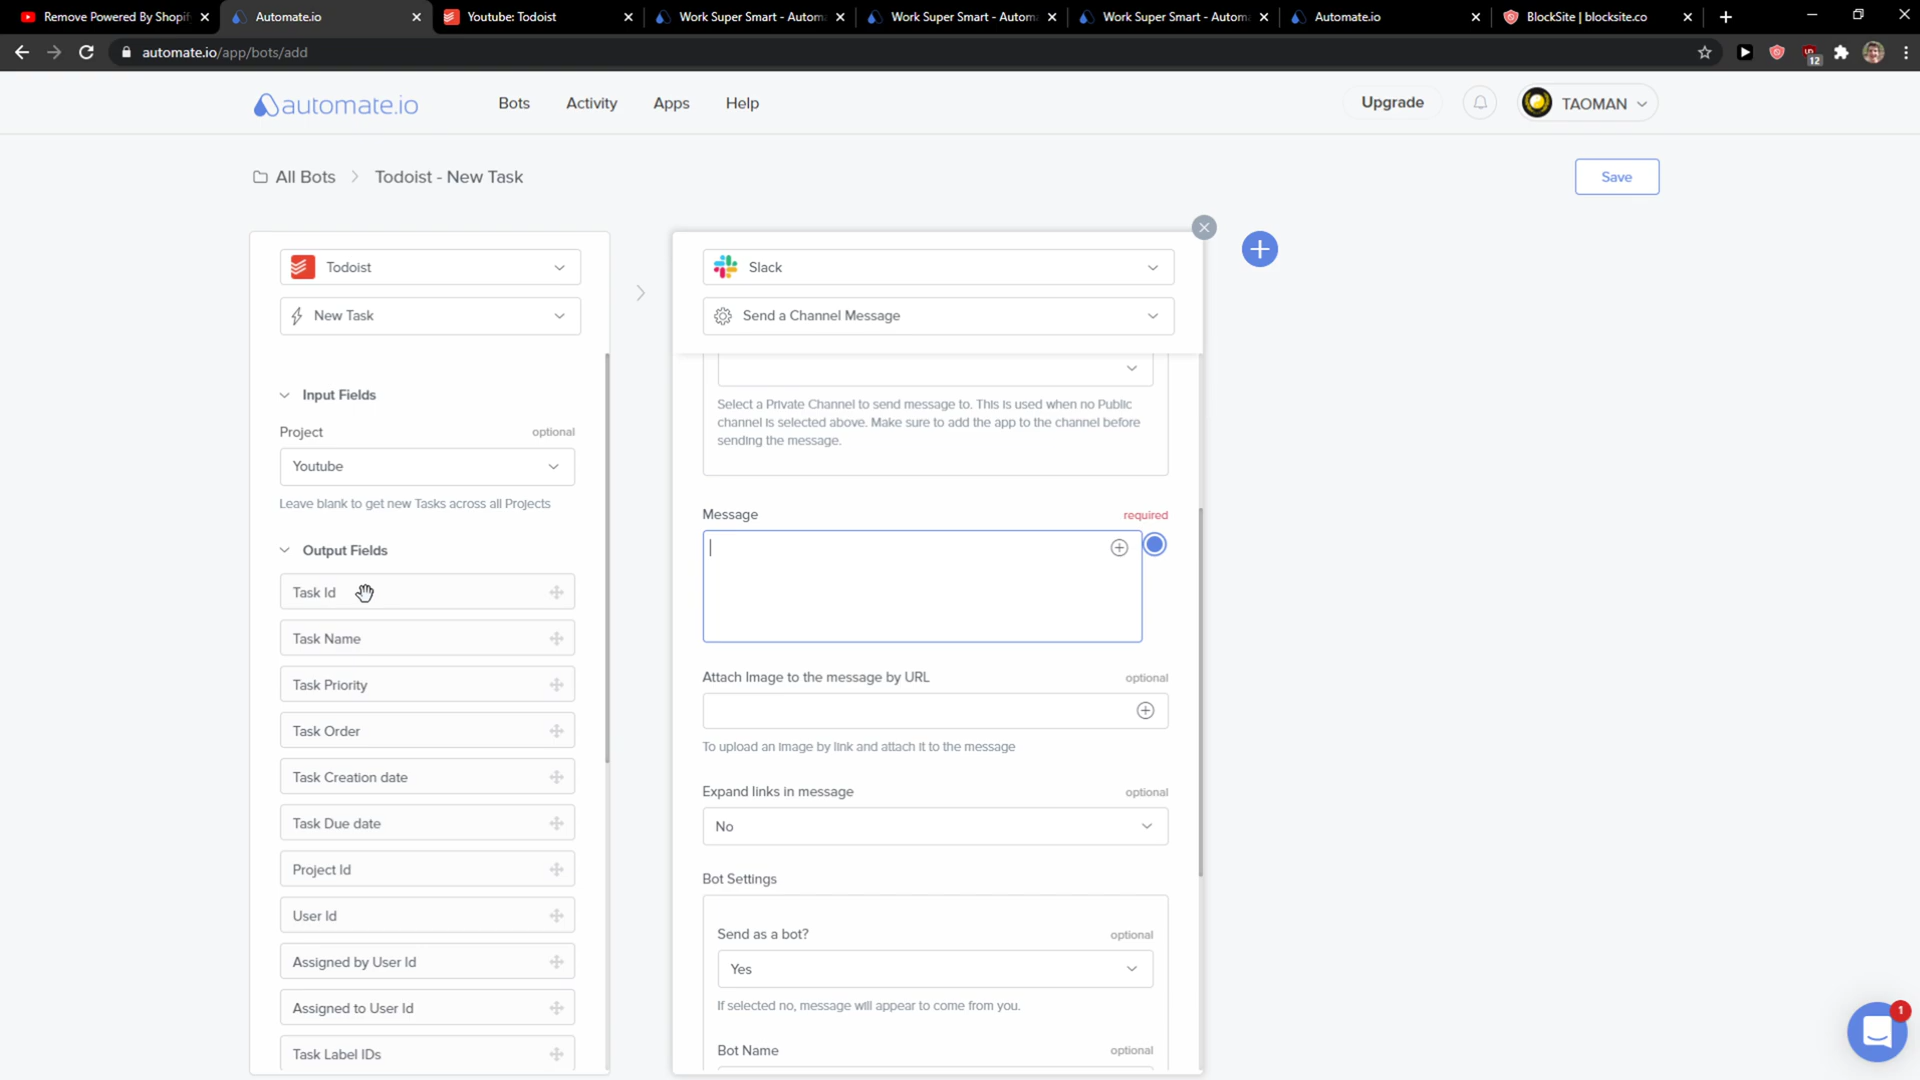 Remove Powered By Shopif
Automate.io
Youtube: Todoist
Work Super Smart - Autom
Work Super Smart - Autom
Work Super Smart - Autom
Automate.io
BlockSite | blocksite.co
automate.io/app/bots/add
12
automate.io
Bots
Activity
Apps
Help
Upgrade
TAOMAN
All Bots
Todoist - New Task
Save
Todoist
New Task
Input Fields
Project
optional
Youtube
Leave blank to get new Tasks across all Projects
Output Fields
Task Id
Task Name
Task Priority
Task Order
Task Creation date
Task Due date
Project Id
User Id
Assigned by User Id
Assigned to User Id
Task Label IDs
Slack
Send a Channel Message
Select a Private Channel to send message to. This is used when no Public
channel is selected above. Make sure to add the app to the channel before
sending the message.
Message
required
Attach Image to the message by URL
optional
To upload an image by link and attach it to the message
Expand links in message
optional
No
Bot Settings
Send as a bot?
optional
Yes
If selected no, message will appear to come from you.
Bot Name
optional
1